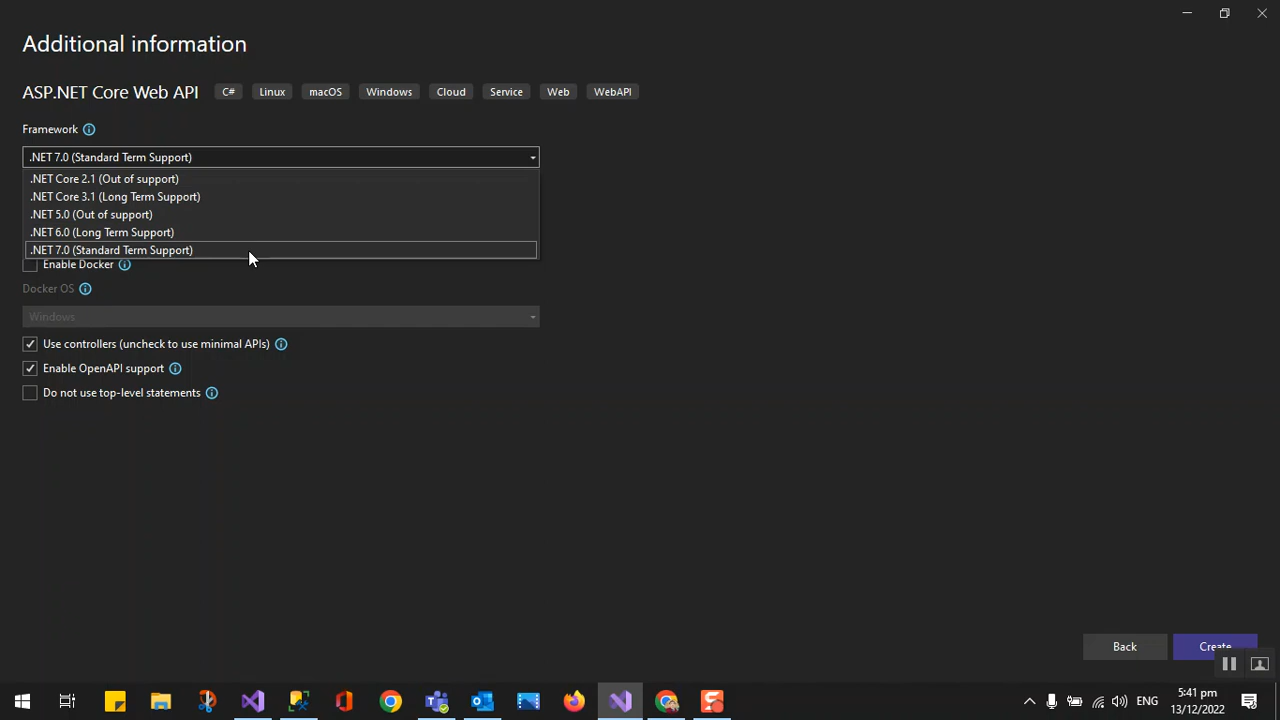 Additional information
ASP.NET Core Web API C# Linux macOS Windows Cloud Service Web WebAPI
Framework
.NET 7.0 (Standard Term Support)
.NET Core 2.1 (Out of support)
.NET Core 3.1 (Long Term Support)
.NET 5.0 (Out of support)
.NET 6.0 (Long Term Support)
.NET 7.0 (Standard Term Support)
Enable Docker
Docker OS
Windows
Use controllers (uncheck to use minimal APIs)
Enable OpenAPI support
Do not use top-level statements
Back Create
ENG
5:41 pm
13/12/2022